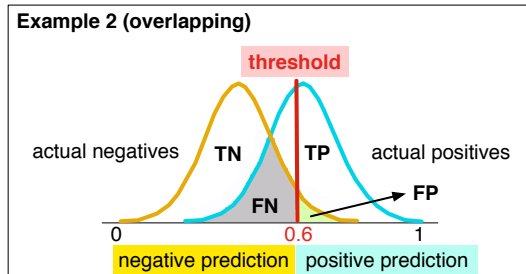 Example 2 (overlapping)
threshold
actual negatives
TN
TP
actual positives
FN
FP
0
0.6
1
negative prediction
positive prediction